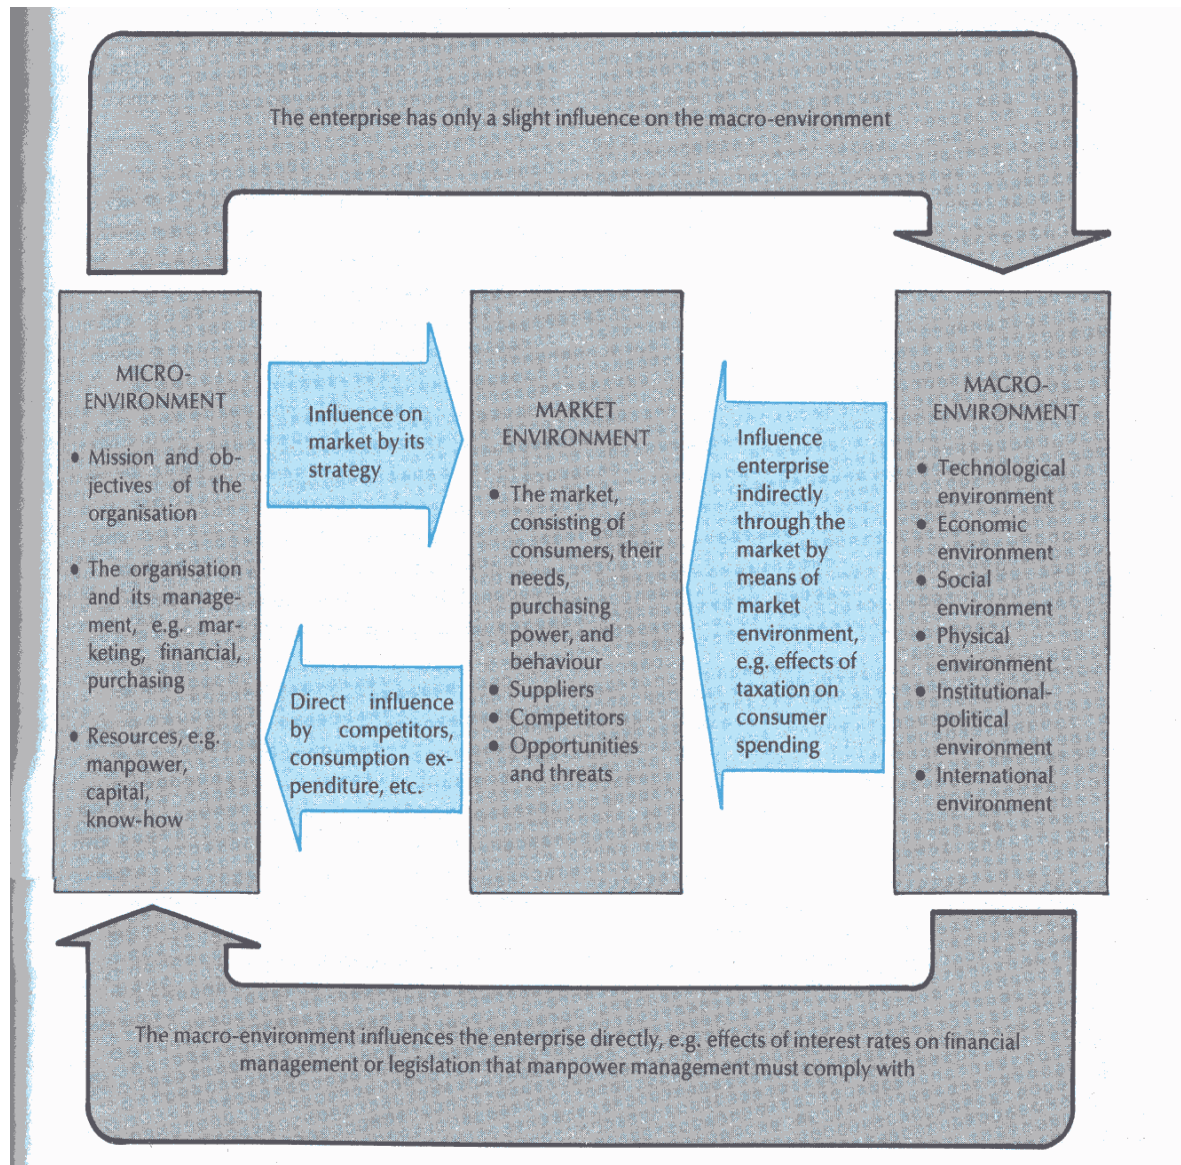 The enterprise has only a slight influence on the macro-environment
MICRO-
ENVIRONMENT
• Mission and ob-
jectives of the
organisation
• The organisation
and its manage-
ment, e.g. mar-
keting, financial,
purchasing
• Resources, e.g.
manpower,
capital,
know-how
Influence on
market by its
strategy
Direct influence
by competitors,
consumption ex-
penditure, etc.
MARKET
ENVIRONMENT
• The market,
consisting of
consumers, their
needs,
purchasing
power, and
behaviour
• Suppliers
• Competitors
• Opportunities
and threats
Influence
enterprise
indirectly
through the
market by
means of
market
environment,
e.g. effects of
taxation on
consumer
spending
MACRO-
ENVIRONMENT
• Technological
environment
• Economic
environment
• Social
environment
• Physical
environment
• Institutional-
political
environment
• International
environment
The macro-environment influences the enterprise directly, e.g. effects of interest rates on financial
management or legislation that manpower management must comply with